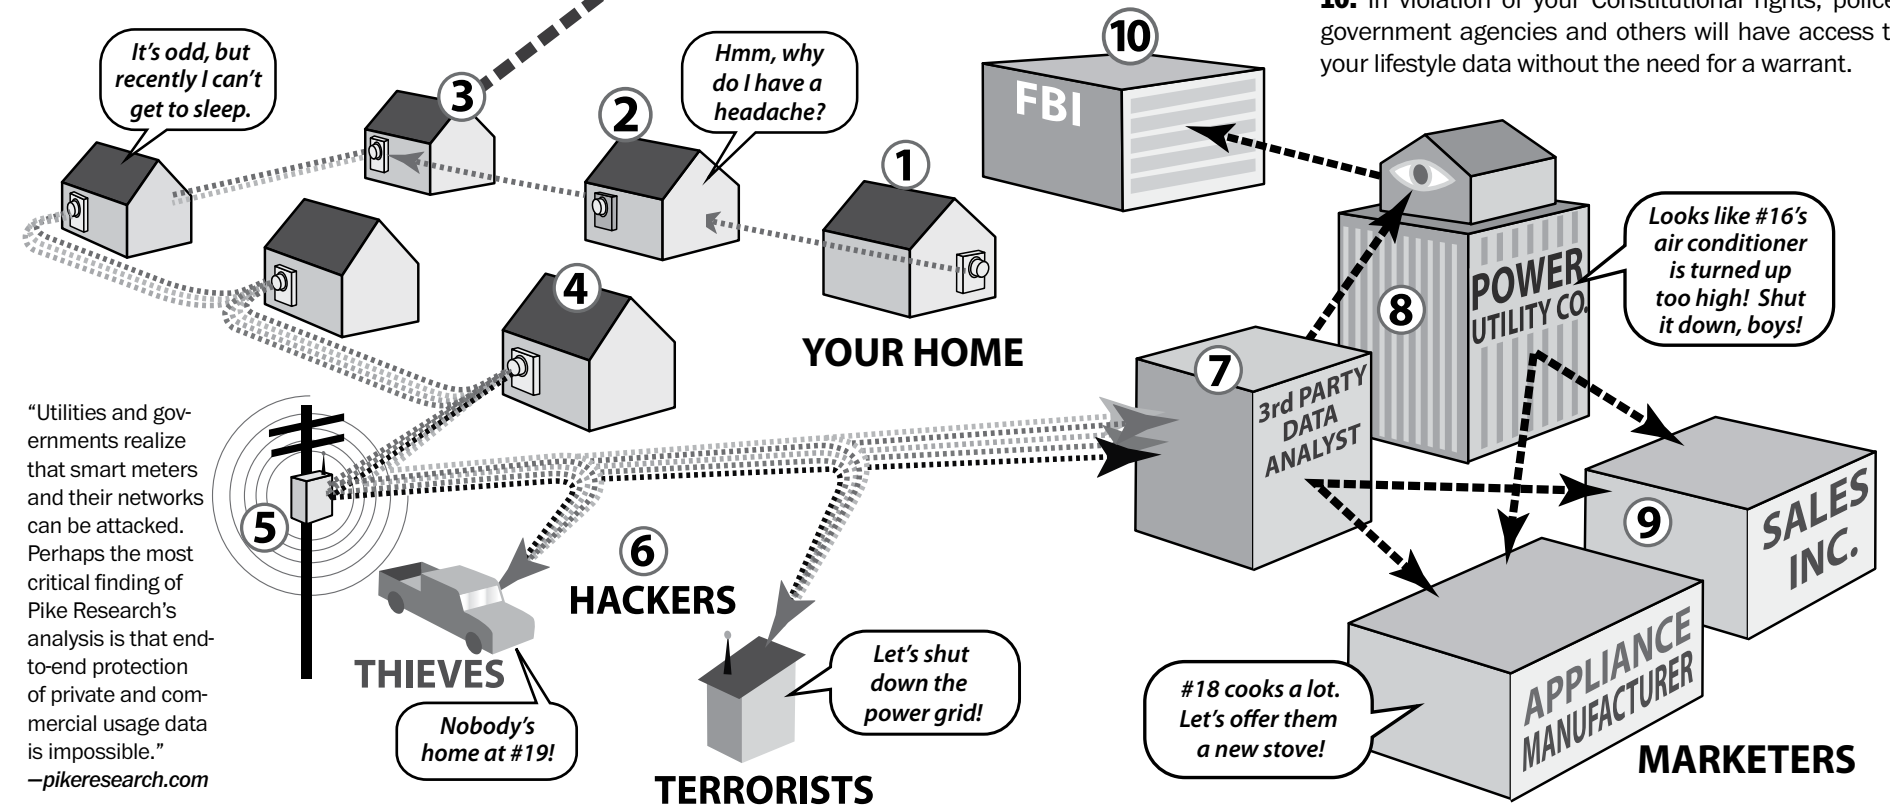 10. In violation of your Constitutional rights, police
government agencies and others will have access t
your lifestyle data without the need for a warrant.
It's odd, but
recently I can't
get to sleep.
3
2
Hmm, why
do I have a
headache?
1
10
FBI
4
YOUR HOME
8
POWER
UTILITY CO.
Looks like #16's
air conditioner
is turned up
too high! Shut
it down, boys!
7
3rd PARTY
DATA
ANALYST
“Utilities and gov-
ernments realize
that smart meters
and their networks
can be attacked.
Perhaps the most
critical finding of
Pike Research's
analysis is that end-
to-end protection
of private and com-
mercial usage data
is impossible.”
—pikeresearch.com
5
6
HACKERS
THIEVES
Nobody's
home at #19!
Let's shut
down the
power grid!
TERRORISTS
9
SALES
INC.
#18 cooks a lot.
Let's offer them
a new stove!
APPLIANCE
MANUFACTURER
MARKETERS